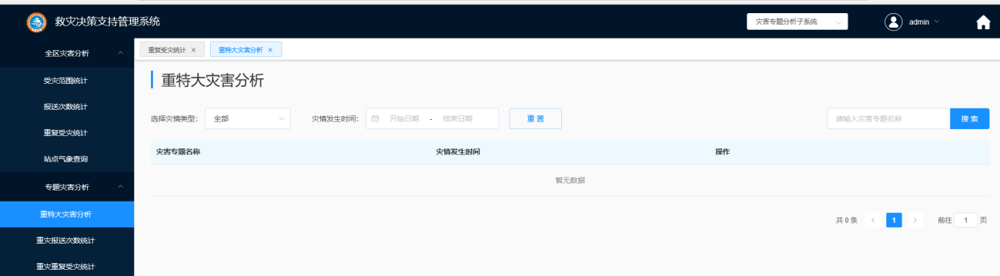 救灾决策支持管理系统
灾害专题分析子系统
admin
全区灾害分析
重复受灾统计 ×
重特大灾害分析 ×
受灾范围统计
报送次数统计
重复受灾统计
站点气象查询
专题灾害分析
重特大灾害分析
重灾报送次数统计
重灾重复受灾统计
重特大灾害分析
选择灾情类型: 全部 灾情发生时间: 开始日期 - 结束日期 重置 请输入灾害专题名称 搜索
灾害专题名称 灾情发生时间 操作
暂无数据
共 0 条 < 1 > 前往 1 页